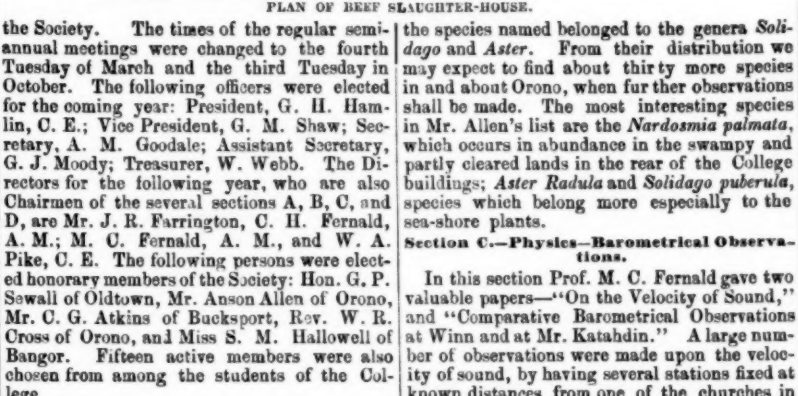 PLAN OF BEEF SLAUGHTER-HOUSE.
the Society. The times of the regular semi-
annual meetings were changed to the fourth
Tuesday of March and the third Tuesday in
October. The following officers were elected
for the coming year: President, G. H. Ham-
lin, C. E.; Vice President, G. M. Shaw; Sec-
retary, A. M. Goodale; Assistant Secretary,
G. J. Moody; Treasurer, W. Webb. The Di-
rectors for the following year, who are also
Chairmen of the several sections A, B, C, and
D, are Mr. J. R. Farrington, C. H. Fernald,
A. M.; M. C. Fernald, A. M., and W. A.
Pike, C. E. The following persons were elect-
ed honorary members of the Society: Hon. G. P.
Sewall of Oldtown, Mr. Anson Allen of Orono,
Mr. C. G. Atkins of Bucksport, Rev. W. R.
Cross of Orono, and Miss S. M. Hallowell of
Bangor. Fifteen active members were also
chosen from among the students of the Col-
lege.
the species named belonged to the genera Soli-
dago and Aster. From their distribution we
may expect to find about thirty more species
in and about Orono, when fur ther observations
shall be made. The most interesting species
in Mr. Allen's list are the Nardosmia palmata,
which occurs in abundance in the swampy and
partly cleared lands in the rear of the College
buildings; Aster Radula and Solidago puberula,
species which belong more especially to the
sea-shore plants.
Section C.—Physics—Barometrical Observa-
tions.
In this section Prof. M. C. Fernald gave two
valuable papers—"On the Velocity of Sound,"
and "Comparative Barometrical Observations
at Winn and at Mr. Katahdin." A large num-
ber of observations were made upon the veloc-
ity of sound, by having several stations fixed at
known distances from one of the churches in